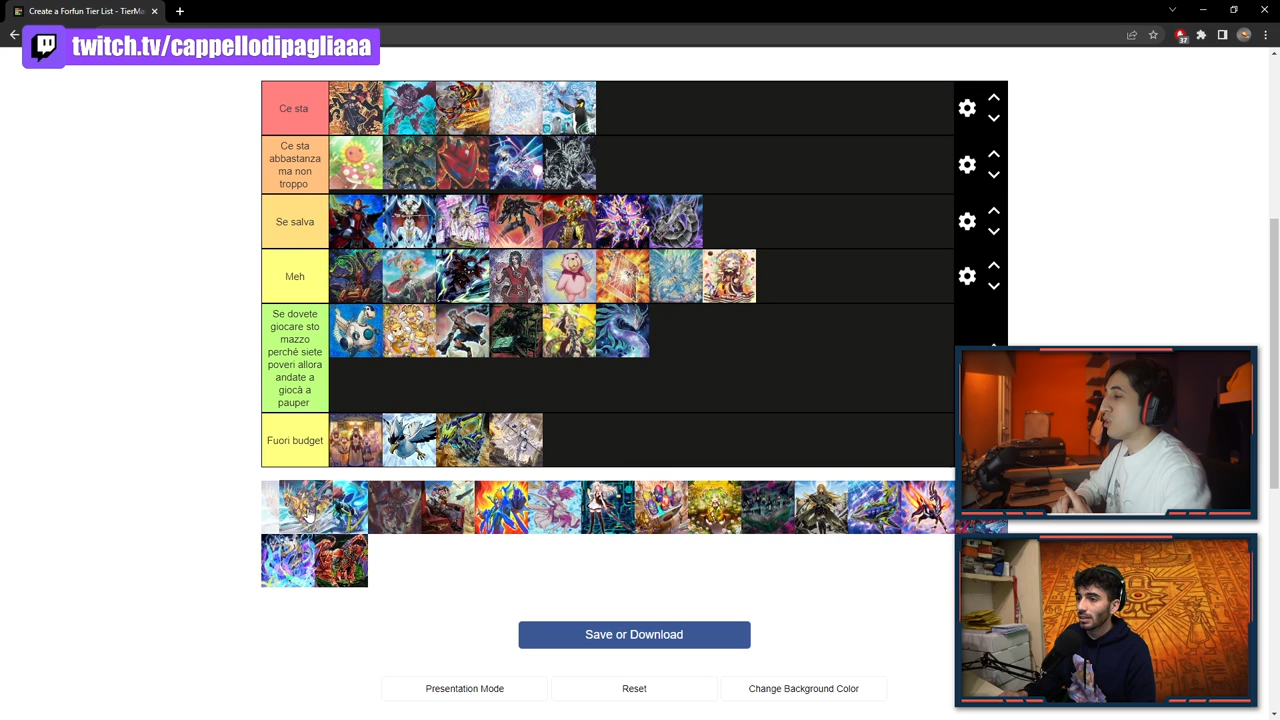 Create a Forfun Tier List - TierMa
twitch.tv/cappellodipagliaaa
37
Ce sta
Ce sta
abbastanza
ma non
troppo
Se salva
Meh
Se dovete
giocare sto
mazzo
perché siete
poveri allora
andate a
giocà a
pauper
Fuori budget
Save or Download
Presentation Mode
Reset
Change Background Color